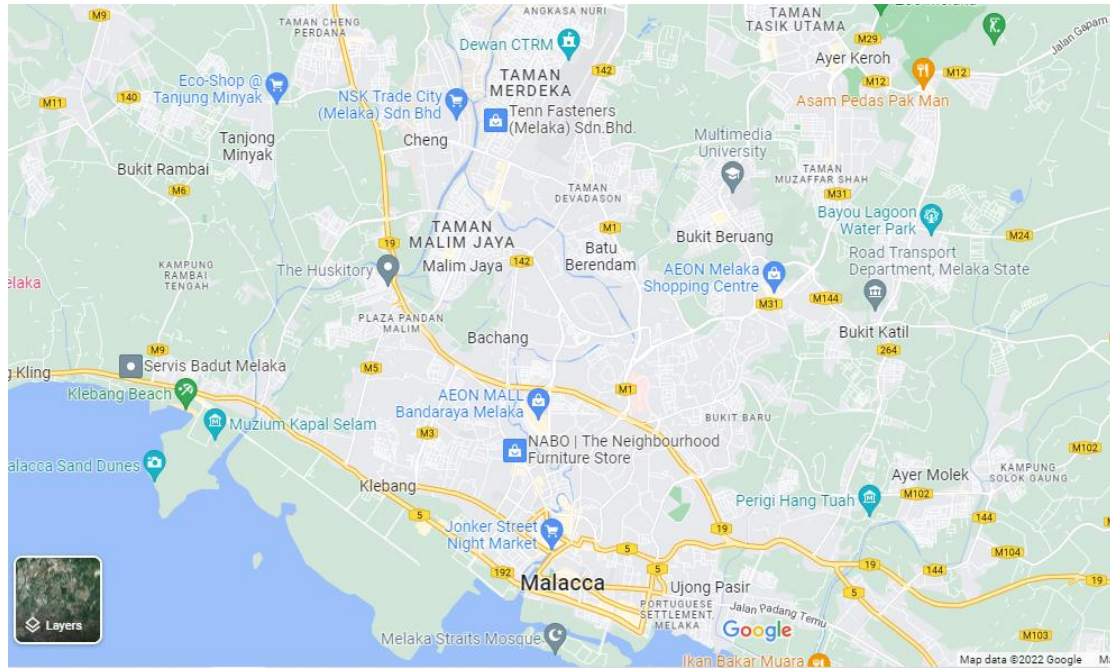 M9
TAMAN CHENG
PERDANA
ANGKASA NURI
TAMAN
TASIK UTAMA
Jalan Gapam
Dewan CTRM
M29
Ayer Keroh
142
M12
M12
TAMAN
MERDEKA
Eco-Shop @
Tanjung Minyak
140
M11
NSK Trade City
(Melaka) Sdn Bhd
Asam Pedas Pak Man
Tenn Fasteners
(Melaka) Sdn.Bhd.
Tanjong
Minyak
Cheng
Multimedia
University
Bukit Rambai
M6
TAMAN
MUZAFFAR SHAH
TAMAN
DEVADASON
M31
Bayou Lagoon
Water Park
TAMAN
MALIM JAYA
M1
Bukit Beruang
M24
19
Batu
Berendam
Road Transport
Department, Melaka State
KAMPUNG
RAMBAI
TENGAH
The Huskitory
Malim Jaya
142
AEON Melaka
Shopping Centre
elaka
M31
M144
PLAZA PANDAN
MALIM
Bachang
Bukit Katil
M9
264
Servis Badut Melaka
g Kling
M5
Klebang Beach
AEON MALL
Bandaraya Melaka
M1
BUKIT BARU
Muzium Kapal Selam
M3
NABO | The Neighbourhood
Furniture Store
M102
alacca Sand Dunes
Ayer Molek
KAMPUNG
SOLOK GAUNG
Klebang
Perigi Hang Tuah
M102
5
Jonker Street
Night Market
19
144
5
M104
5
19
144
192
Malacca
Ujong Pasir
5
19
Layers
PORTUGUESE
SETTLEMENT,
MELAKA
Jalan Padang Temu
Google
Melaka Straits Mosque
M103
Ikan Bakar Muara
Map data ©2022 Google